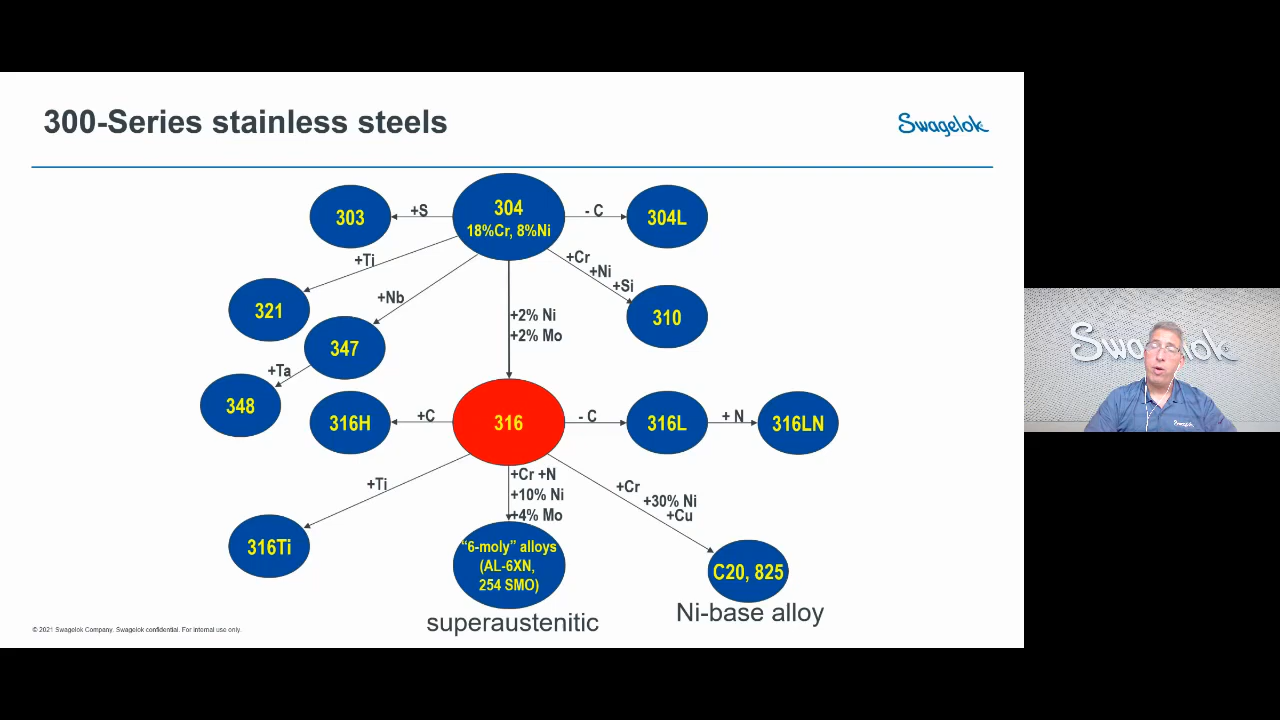 300-Series stainless steels
Swagelok
303
+S
304
18%Cr, 8%Ni
- C
304L
+Ti
+Cr
+Ni
+Si
321
+Nb
310
347
+2% Ni
+2% Mo
+Ta
348
316H
+C
316
- C
316L
+ N
316LN
+Ti
+Cr +N
+10% Ni
+4% Mo
+Cr
+30% Ni
+Cu
316Ti
“6-moly” alloys
(AL-6XN,
254 SMO)
C20, 825
superaustenitic
Ni-base alloy
© 2021 Swagelok Company. Swagelok confidential. For internal use only.
Swagelok
Swagelok